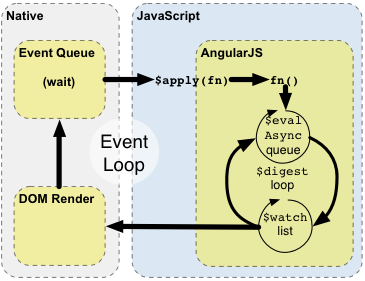 Native
JavaScript
Event Queue
(wait)
AngularJS
$apply(fn)
fn()
$eval
Async
queue
Event
Loop
$digest
loop
DOM Render
$watch
list